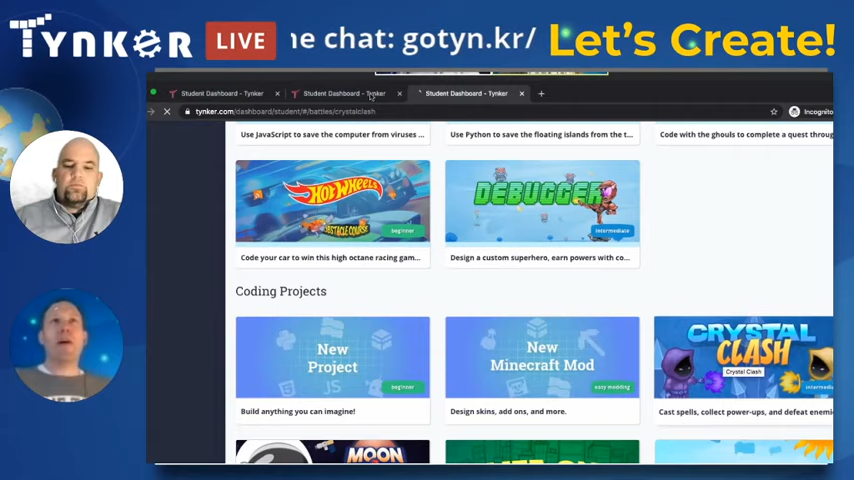 TYNKER
LIVE
e chat: gotyn.kr/
Let's Create!
Student Dashboard - Tynker
Student Dashboard - Tynker
Student Dashboard - Tynker
tynker.com/dashboard/student/#/battles/crystalclash
Incognito
Use JavaScript to save the computer from viruses ...
Use Python to save the floating islands from the t...
Code with the ghouls to complete a quest throug
HOT WHEELS
OBSTACLE COURSE
beginner
DEBUGGER
intermediate
Code your car to win this high octane racing gam...
Design a custom superhero, earn powers with co...
Coding Projects
New
Project
beginner
New
Minecraft Mod
easy modding
CRYSTAL
CLASH
Crystal Clash
intermedia
Build anything you can imagine!
Design skins, add ons, and more.
Cast spells, collect power-ups, and defeat enemi
MOON